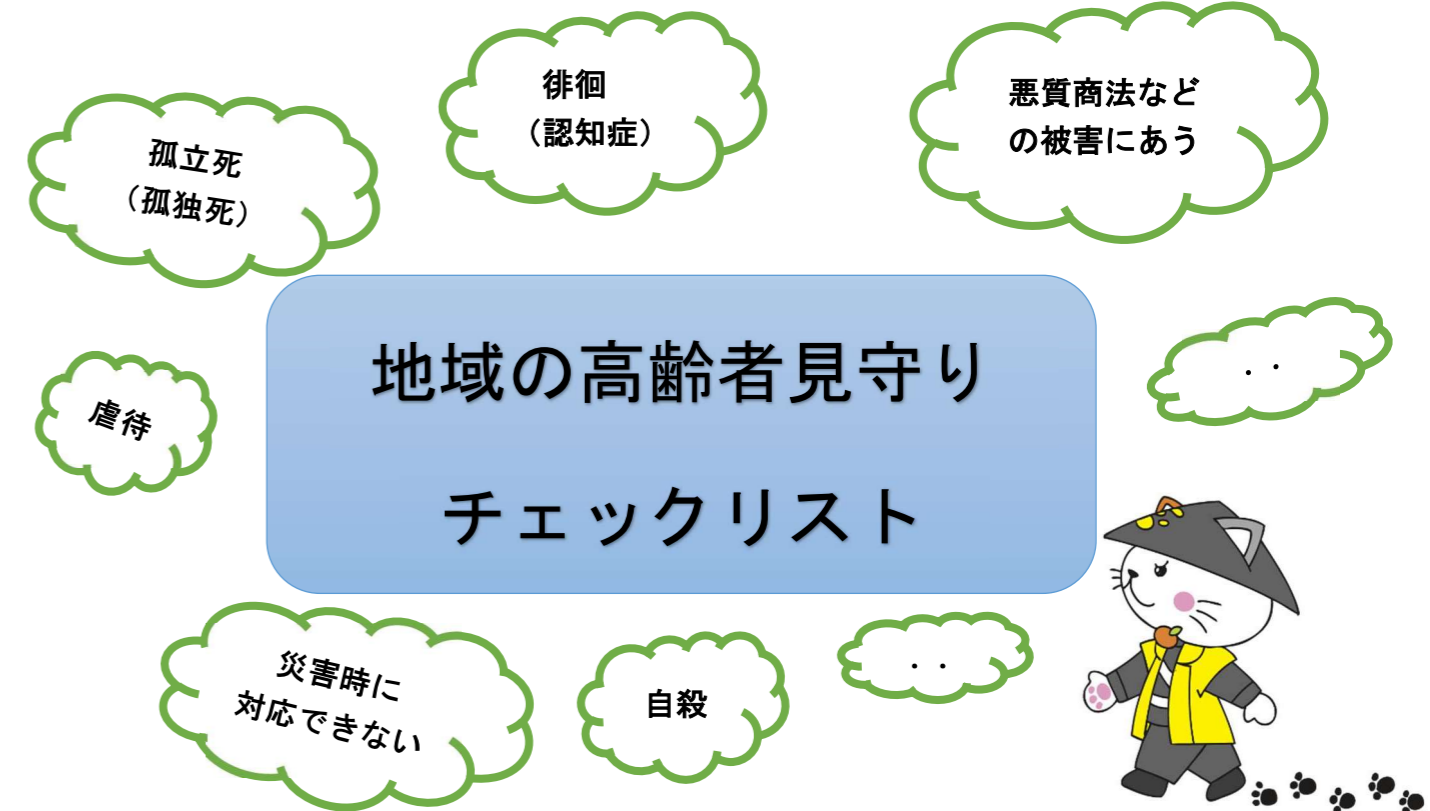 徘徊
（認知症）
悪質商法など
の被害にあう
孤立死
（孤独死）
地域の高齢者見守り
チェックリスト
．．
虐待
災害時に
対応できない
自殺
．．